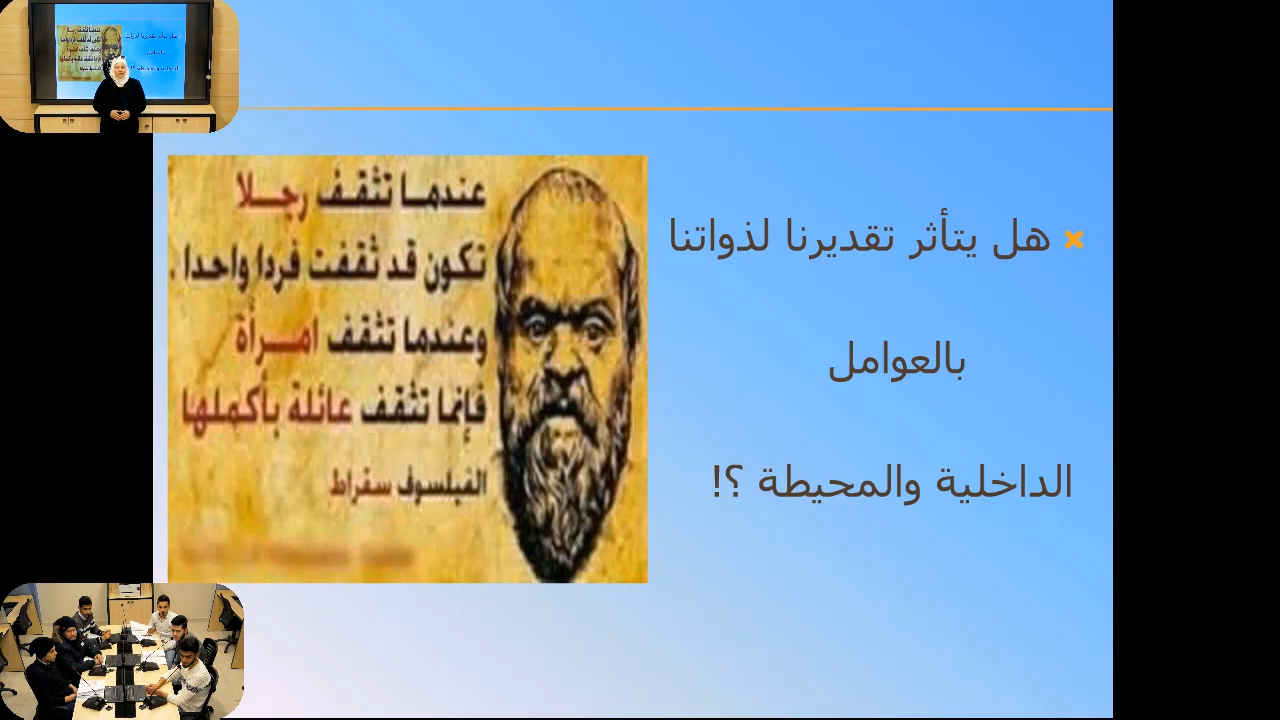 هل يتأثر تقديرنا لذواتنا
بالعوامل
الداخلية والمحيطة ؟!
عندما تثقف رجلا
تكون قد ثقفت فردا واحدا .
وعندما تثقف امرأة
فإنما تثقف عائلة بأكملها
الفيلسوف سقراط